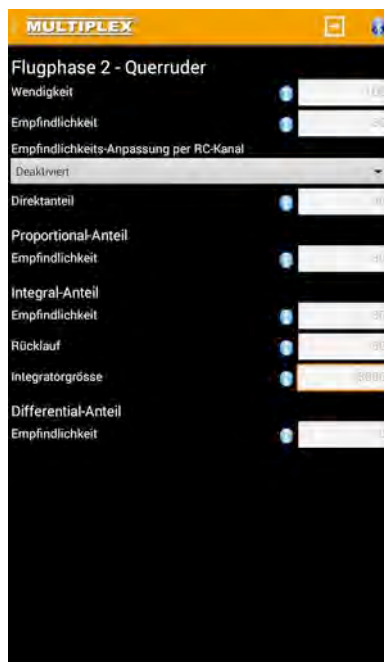 MULTIPLEX
Flugphase 2 - Querruder
Wendigkeit
Empfindlichkeit
Empfindlichkeits-Anpassung per RC-Kanal
Deaktiviert
Direktanteil
Proportional-Anteil
Empfindlichkeit
Integral-Anteil
Empfindlichkeit
Rücklauf
Integratorgrösse
Differential-Anteil
Empfindlichkeit